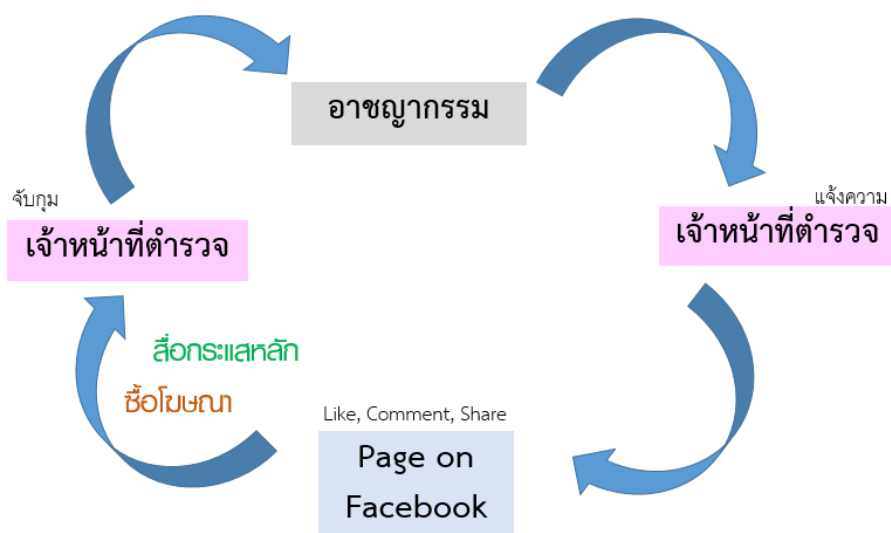 อาชญากรรม
แจ้งความ
เจ้าหน้าที่ตำรวจ
Like, Comment, Share
Page on
Facebook
สื่อกระแสหลัก
ซื้อโฆษณา
จับกุม
เจ้าหน้าที่ตำรวจ